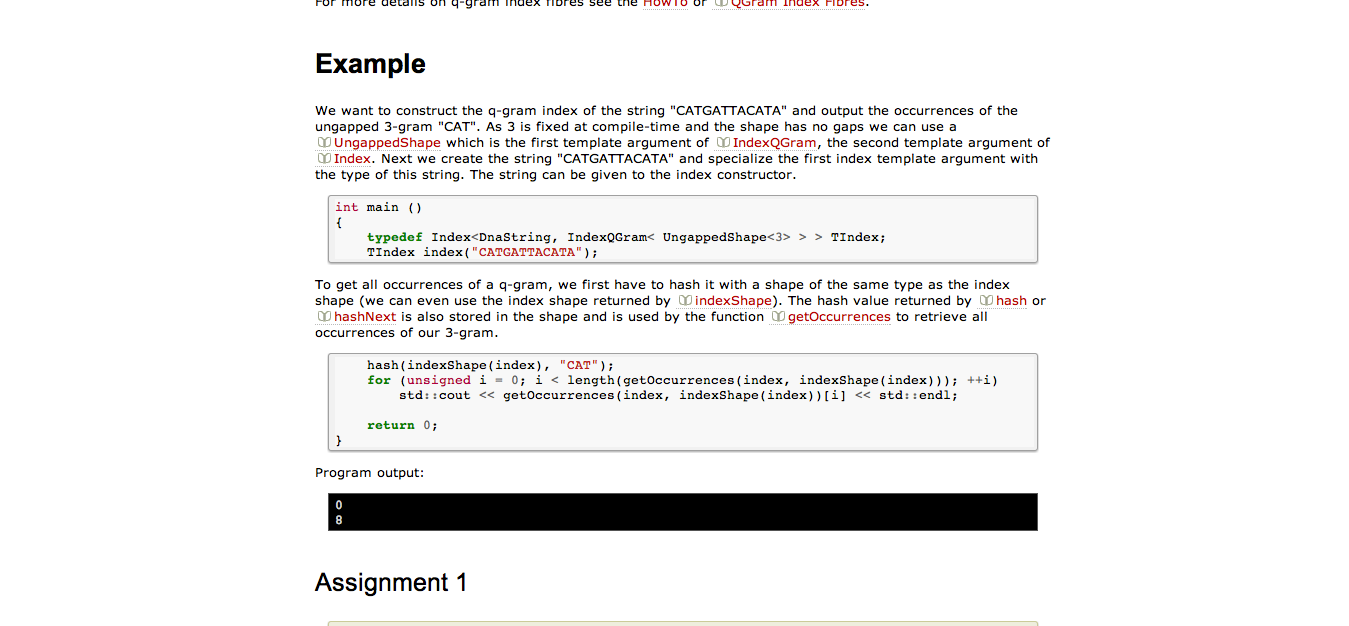 For more details on q-gram index fibres see the HowTo or QGram Index Fibres.
Example
We want to construct the q-gram index of the string "CATGATTACATA" and output the occurrences of the
ungapped 3-gram "CAT". As 3 is fixed at compile-time and the shape has no gaps we can use a
UngappedShape which is the first template argument of IndexQGram, the second template argument of
Index. Next we create the string "CATGATTACATA" and specialize the first index template argument with
the type of this string. The string can be given to the index constructor.
int main ()
{
    typedef Index<DnaString, IndexQGram< UngappedShape<3> > > TIndex;
    TIndex index("CATGATTACATA");
To get all occurrences of a q-gram, we first have to hash it with a shape of the same type as the index
shape (we can even use the index shape returned by indexShape). The hash value returned by hash or
hashNext is also stored in the shape and is used by the function getOccurrences to retrieve all
occurrences of our 3-gram.
    hash(indexShape(index), "CAT");
    for (unsigned i = 0; i < length(getOccurrences(index, indexShape(index))); ++i)
        std::cout << getOccurrences(index, indexShape(index))[i] << std::endl;
    return 0;
}
Program output:
0
8
Assignment 1